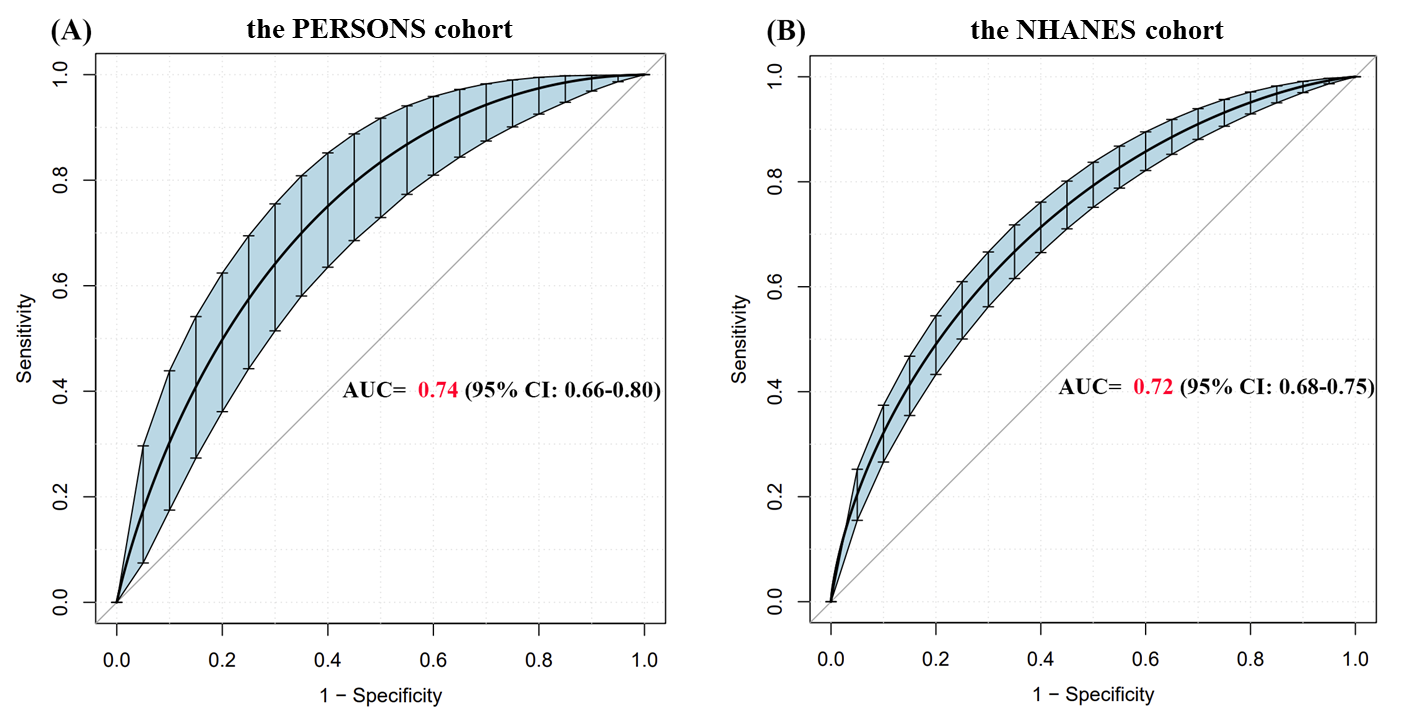 (A) the PERSONS cohort
1.0
0.8
0.6
0.4
0.2
0.0
Sensitivity
AUC= 0.74 (95% CI: 0.66-0.80)
0.0 0.2 0.4 0.6 0.8 1.0
1 − Specificity
(B) the NHANES cohort
1.0
0.8
0.6
0.4
0.2
0.0
Sensitivity
AUC= 0.72 (95% CI: 0.68-0.75)
0.0 0.2 0.4 0.6 0.8 1.0
1 − Specificity